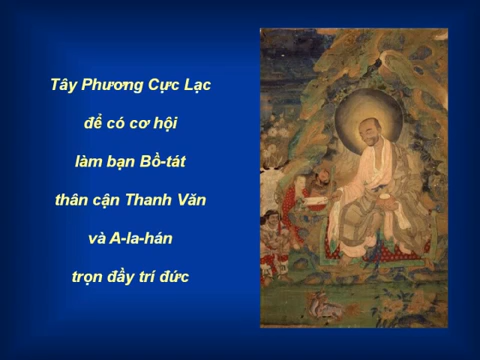 Tây Phương Cực Lạc
để có cơ hội
làm bạn Bồ-tát
thân cận Thanh Văn
và A-la-hán
trọn đầy trí đức